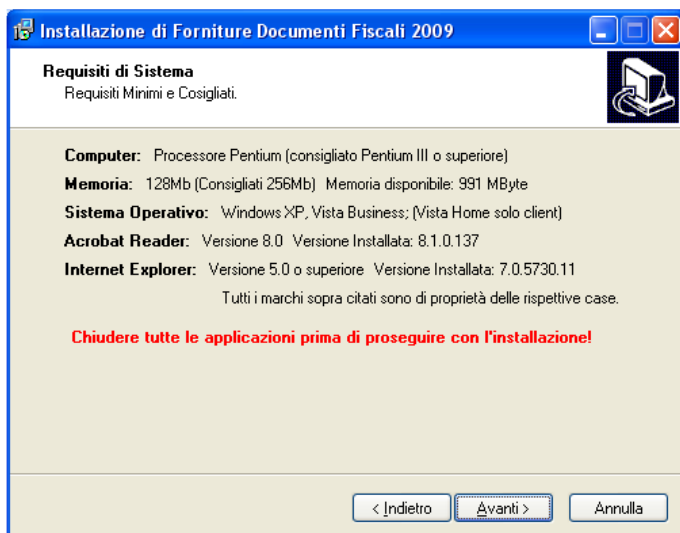 Installazione di Forniture Documenti Fiscali 2009
Requisiti di Sistema
Requisiti Minimi e Cosigliati.
Computer: Processore Pentium (consigliato Pentium III o superiore)
Memoria: 128Mb (Consigliati 256Mb) Memoria disponibile: 991 MByte
Sistema Operativo: Windows XP, Vista Business; (Vista Home solo client)
Acrobat Reader: Versione 8.0 Versione Installata: 8.1.0.137
Internet Explorer: Versione 5.0 o superiore Versione Installata: 7.0.5730.11
Tutti i marchi sopra citati sono di proprietà delle rispettive case.
Chiudere tutte le applicazioni prima di proseguire con l'installazione!
< Indietro Avanti > Annulla